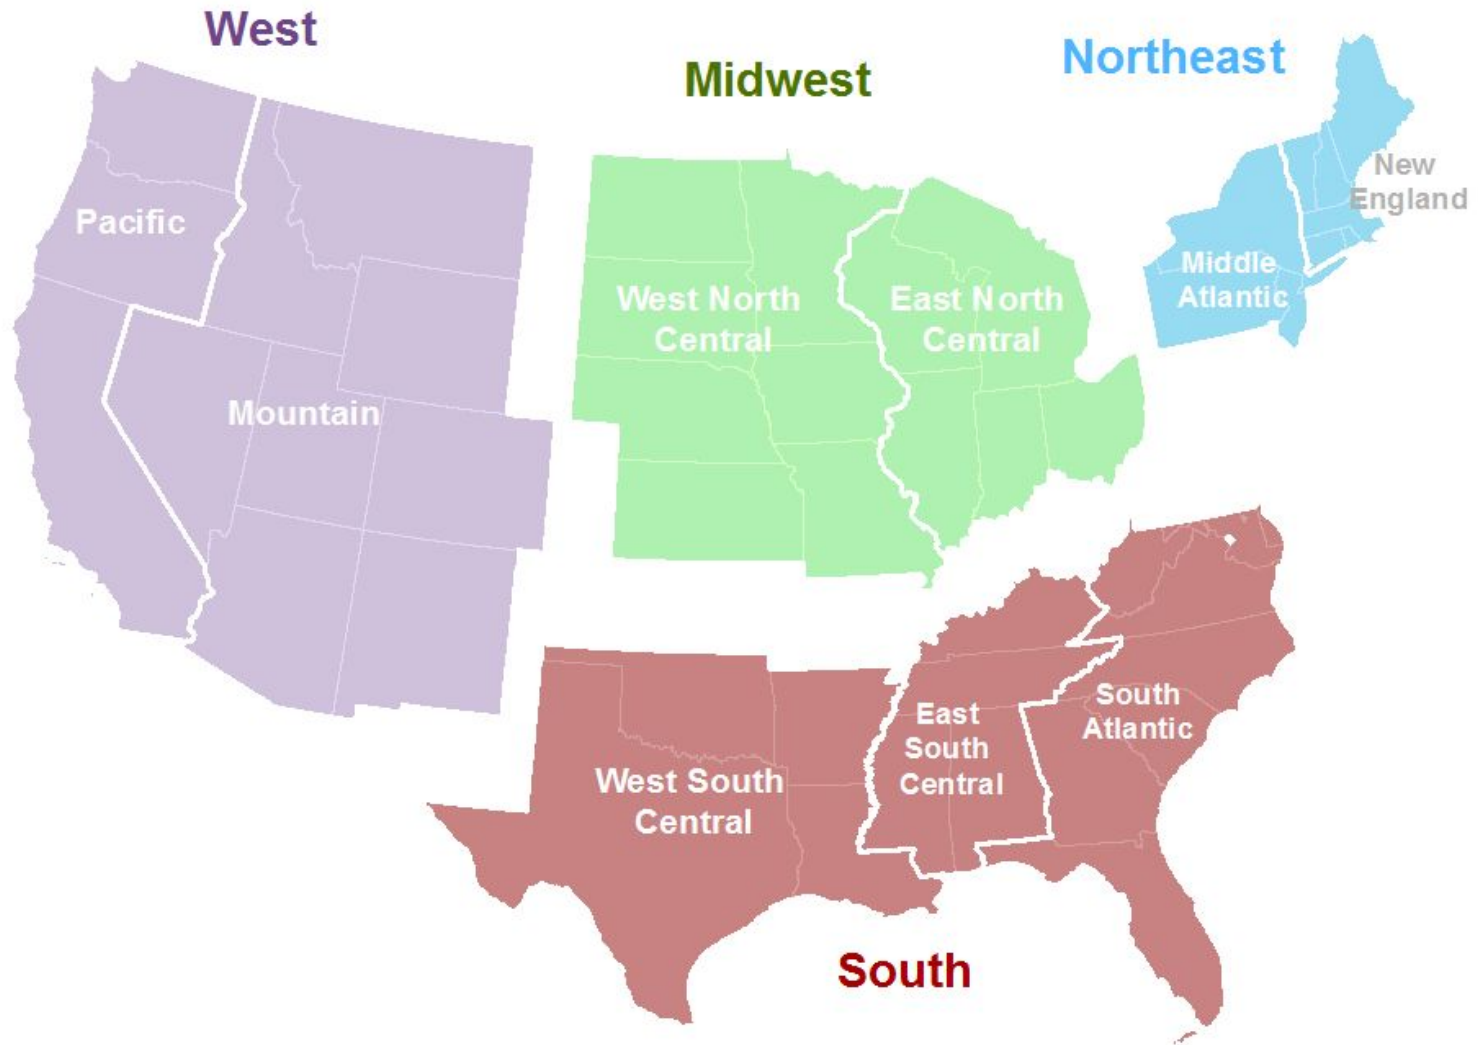 West
Midwest
Northeast
New
England
Pacific
Middle
Atlantic
West North
Central
East North
Central
Mountain
South
Atlantic
East
South
Central
West South
Central
South